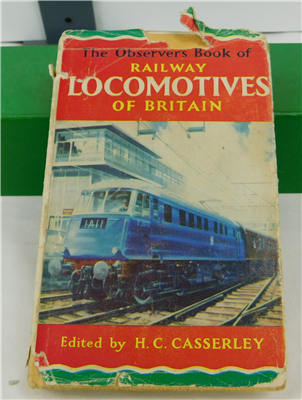 The Observers Book of
RAILWAY
LOCOMOTIVES
OF BRITAIN
1A11
Edited by H. C. CASSERLEY